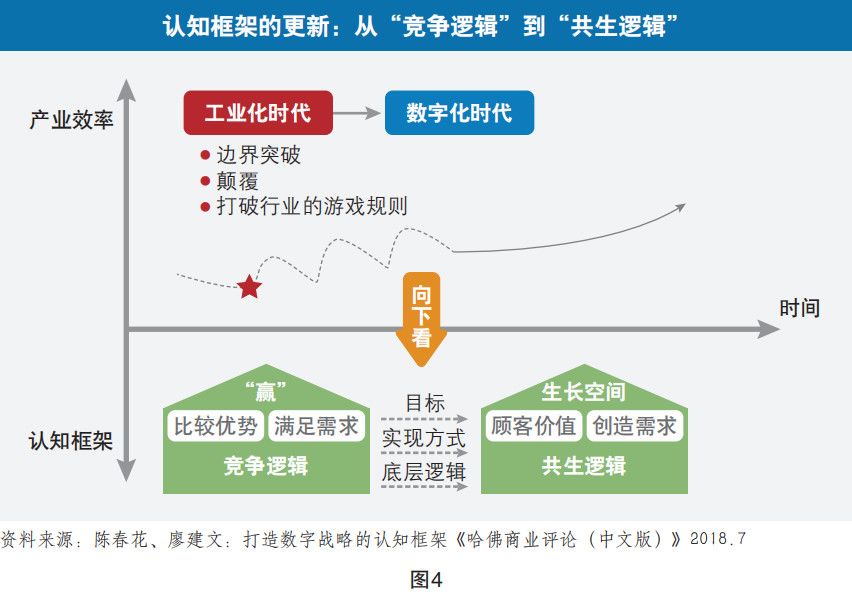 认知框架的更新：从“竞争逻辑”到“共生逻辑”
产业效率
工业化时代
数字化时代
边界突破
颠覆
打破行业的游戏规则
向下看
时间
认知框架
“赢”
比较优势
满足需求
竞争逻辑
目标
实现方式
底层逻辑
生长空间
顾客价值
创造需求
共生逻辑
资料来源：陈春花、廖建文：打造数字战略的认知框架《哈佛商业评论（中文版）》2018.7
图4